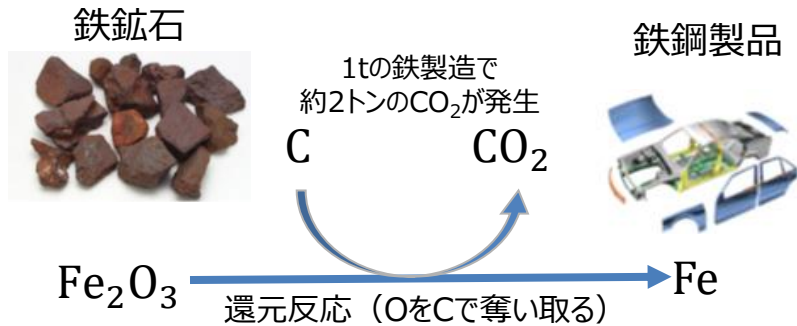 鉄鉱石
1tの鉄製造で
約2トンのCO₂が発生
鉄鋼製品
C
CO₂
Fe₂O₃
Fe
還元反応（OをCで奪い取る）